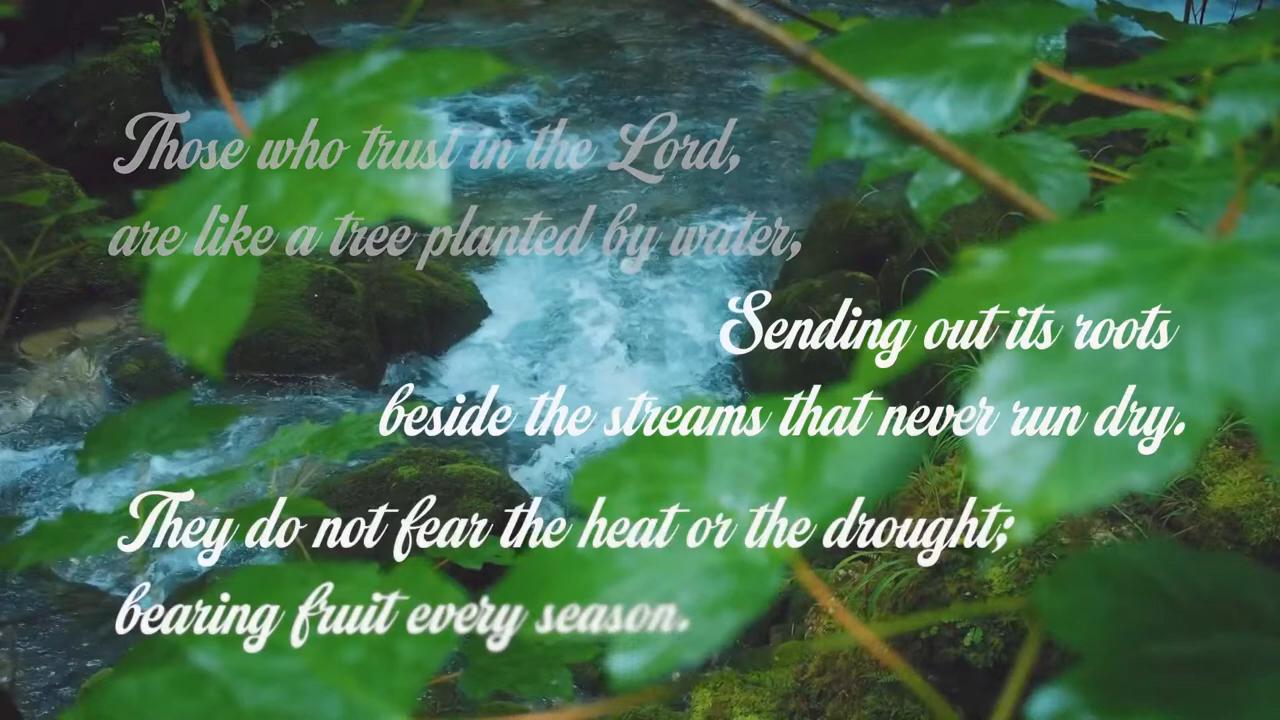 Those who trust in the Lord,
are like a tree planted by water,
Sending out its roots
beside the streams that never run dry.
They do not fear the heat or the drought;
bearing fruit every season.